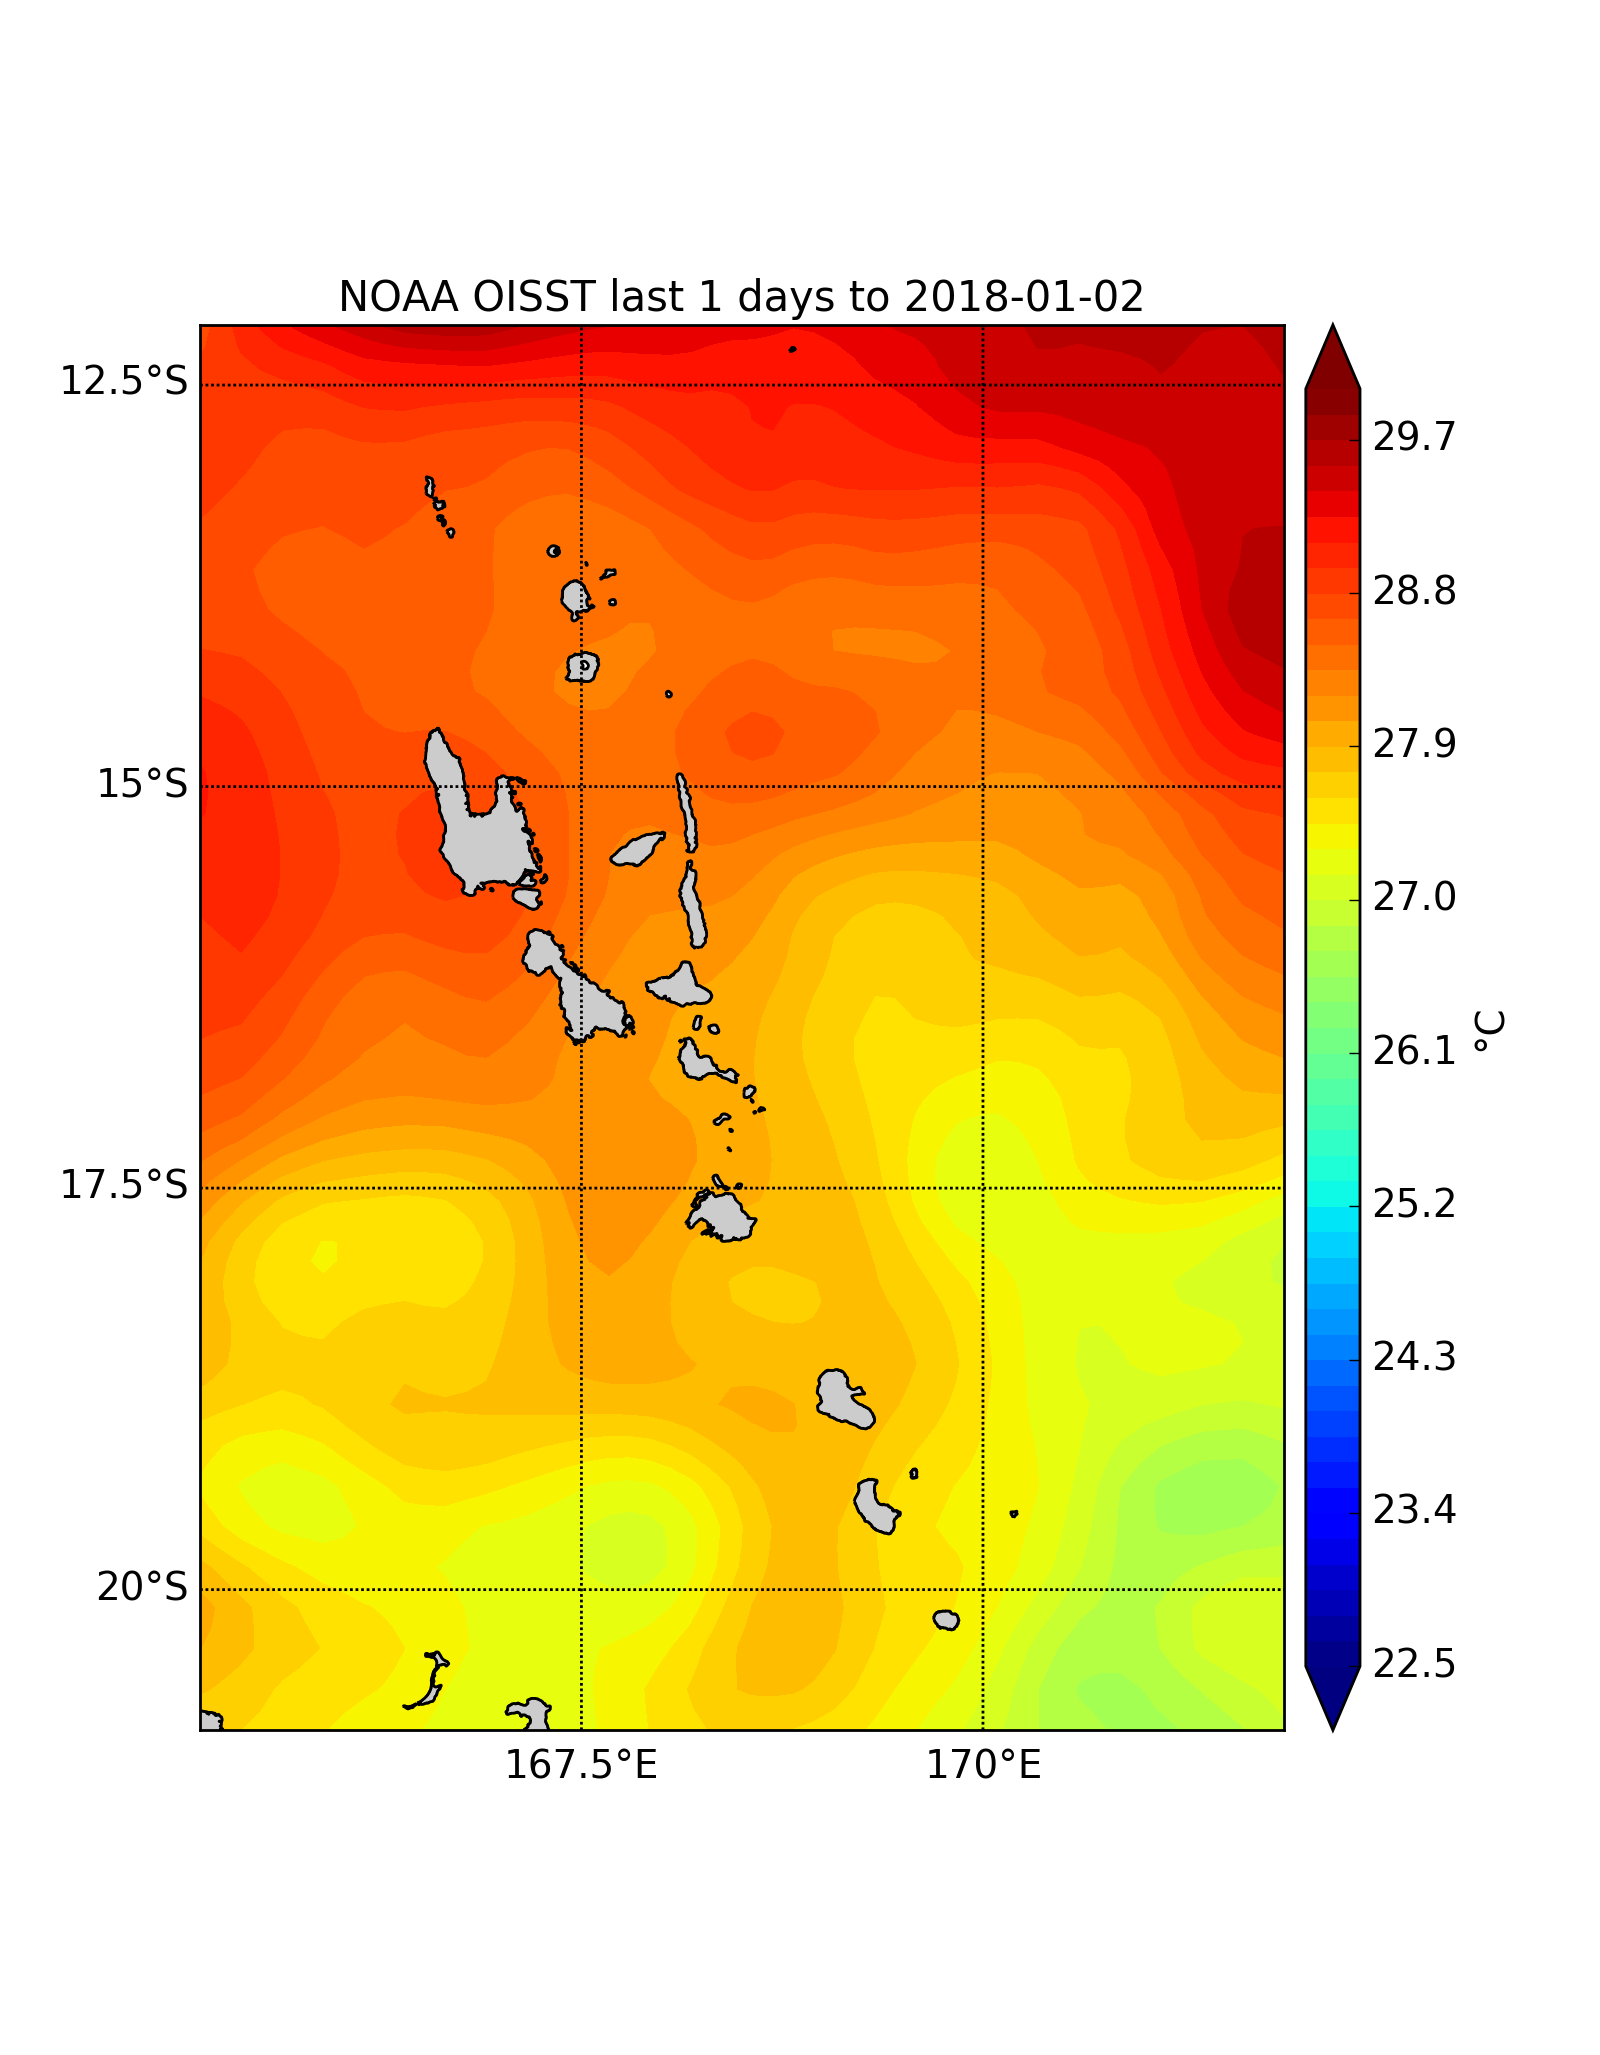 NOAA OISST last 1 days to 2018-01-02
12.5°S
15°S
17.5°S
20°S
167.5°E
170°E
29.7
28.8
27.9
27.0
26.1
25.2
24.3
23.4
22.5
°C